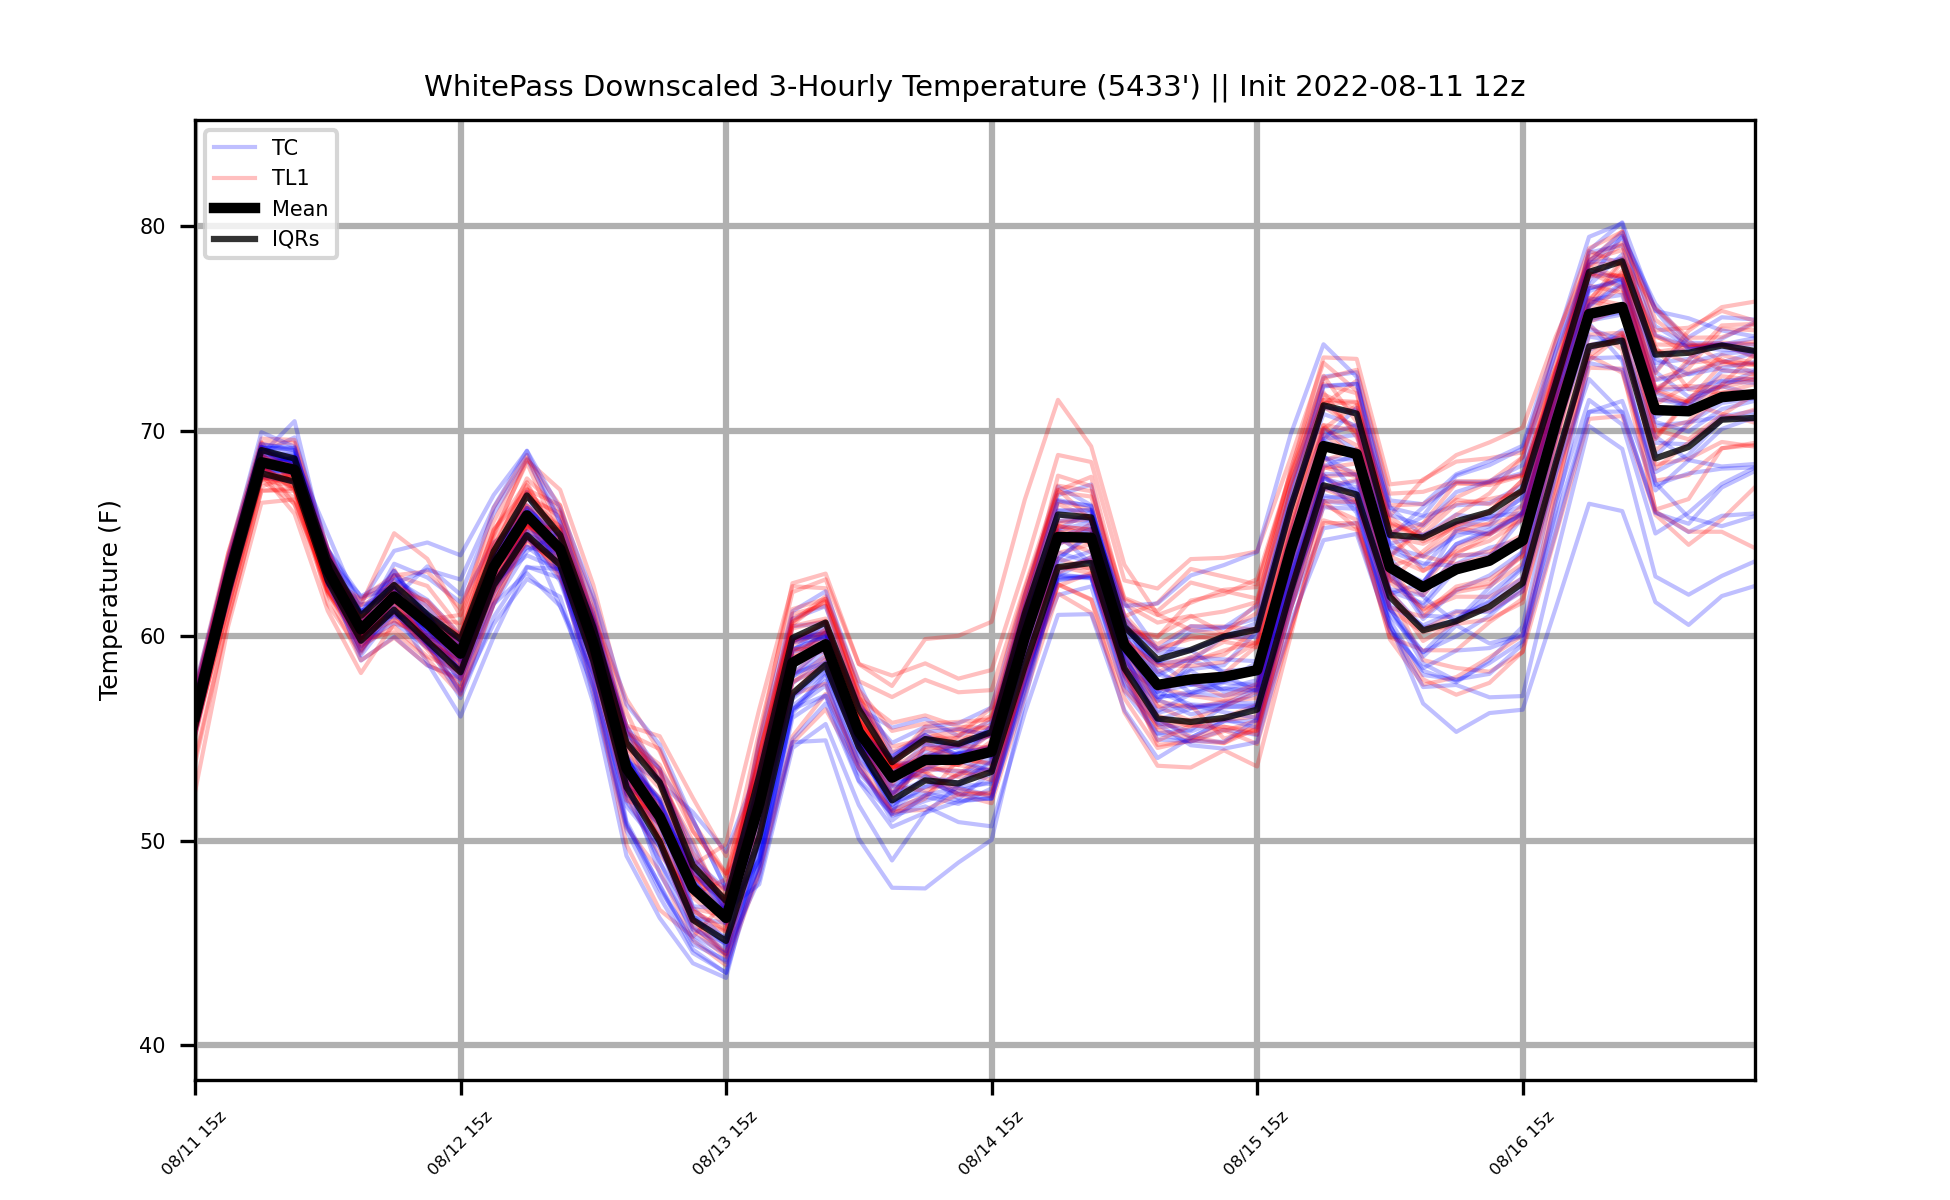 WhitePass Downscaled 3-Hourly Temperature (5433') || Init 2022-08-11 12z
TC
TL1
Mean
IQRs
Temperature (F)
80
70
60
50
40
08/11 15z
08/12 15z
08/13 15z
08/14 15z
08/15 15z
08/16 15z